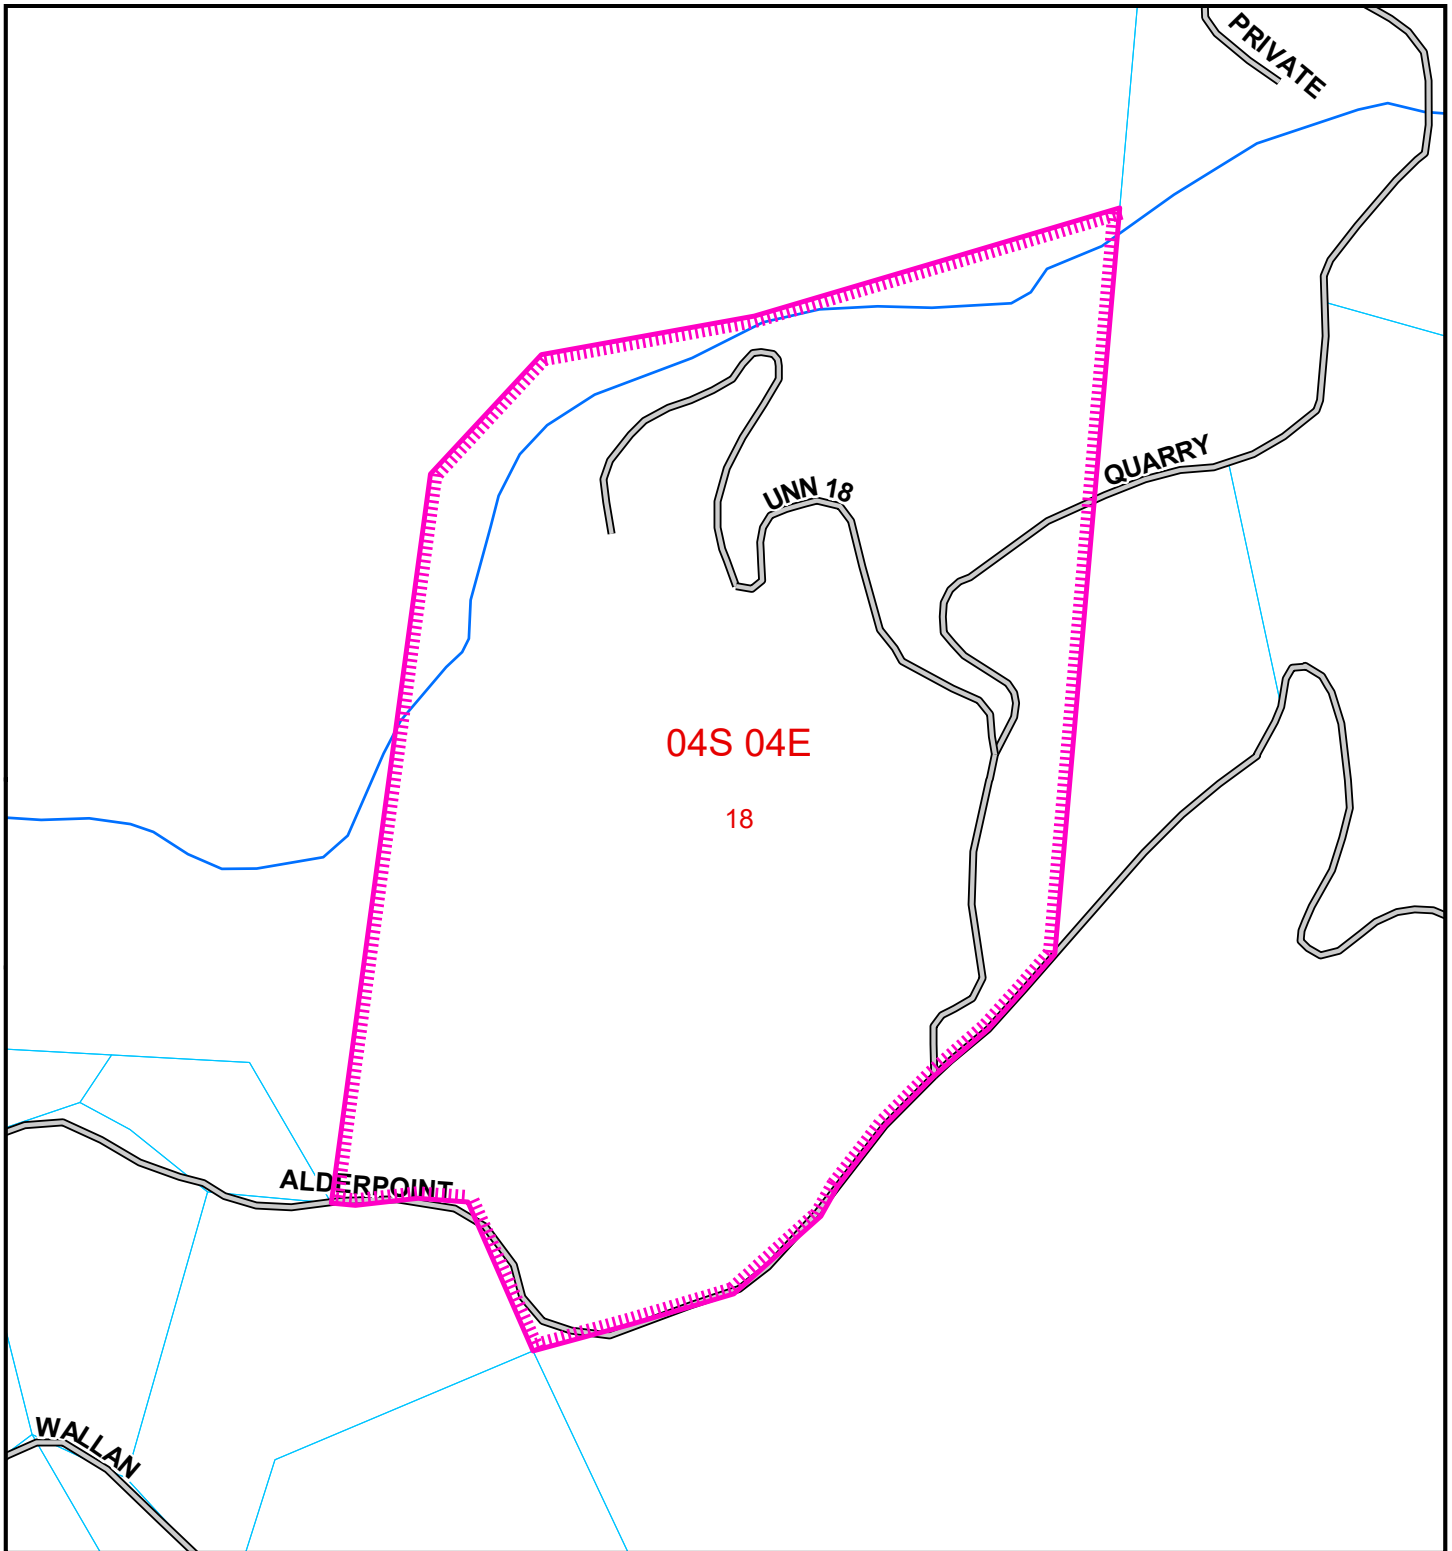 PRIVATE
QUARRY
UNN 18
04S 04E
18
ALDERPOINT
WALLAN